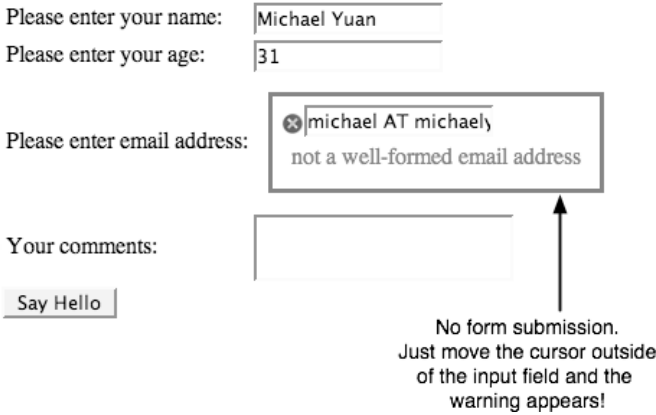 Please enter your name: Michael Yuan
Please enter your age: 31
Please enter email address: michael AT michaely
not a well-formed email address
Your comments:
Say Hello
No form submission.
Just move the cursor outside
of the input field and the
warning appears!